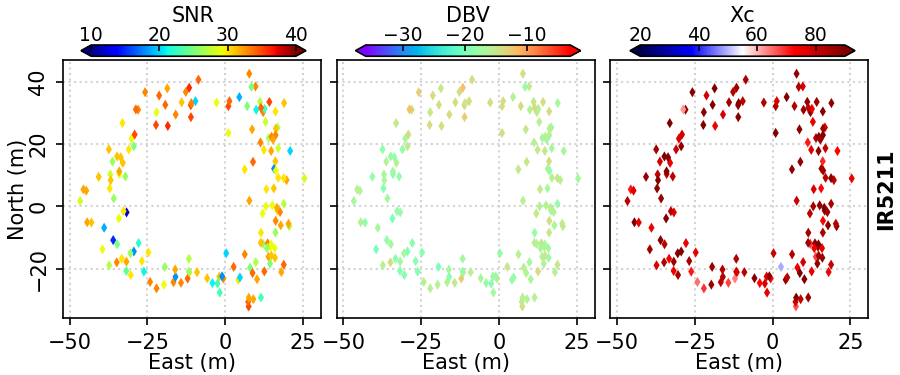 SNR DBV Xc
10 20 30 40 −30 −20 −10 20 40 60 80
40
20
0
−20
North (m)
IR5211
−50 −25 0 25 −50 −25 0 25 −50 −25 0 25
East (m) East (m) East (m)